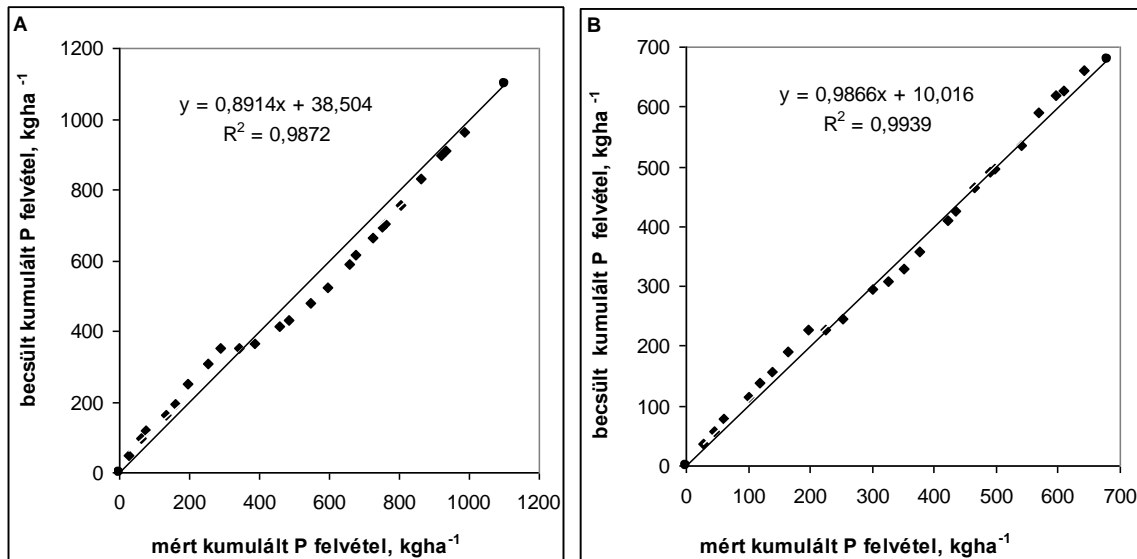 A
becsült kumulált P felvétel, kgha⁻¹
1200
1000
800
600
400
200
0
y = 0,8914x + 38,504
R² = 0,9872
0 200 400 600 800 1000 1200
mért kumulált P felvétel, kgha⁻¹
B
becsült kumulált P felvétel, kgha⁻¹
700
600
500
400
300
200
100
0
y = 0,9866x + 10,016
R² = 0,9939
0 100 200 300 400 500 600 700
mért kumulált P felvétel, kgha⁻¹